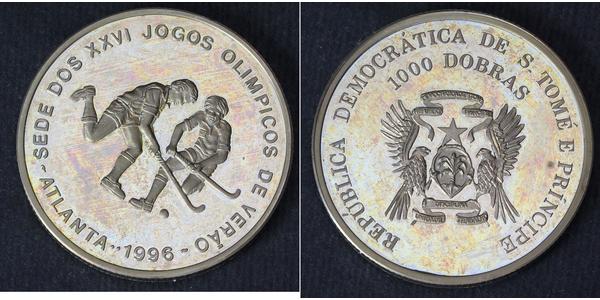 SEDE DOS XXVI JOGOS OLIMPICOS DE VERÃO
- ATLANTA,, 1996 -
REPÚBLICA DEMOCRÁTICA DE S. TOMÉ E PRÍNCIPE
1000 DOBRAS